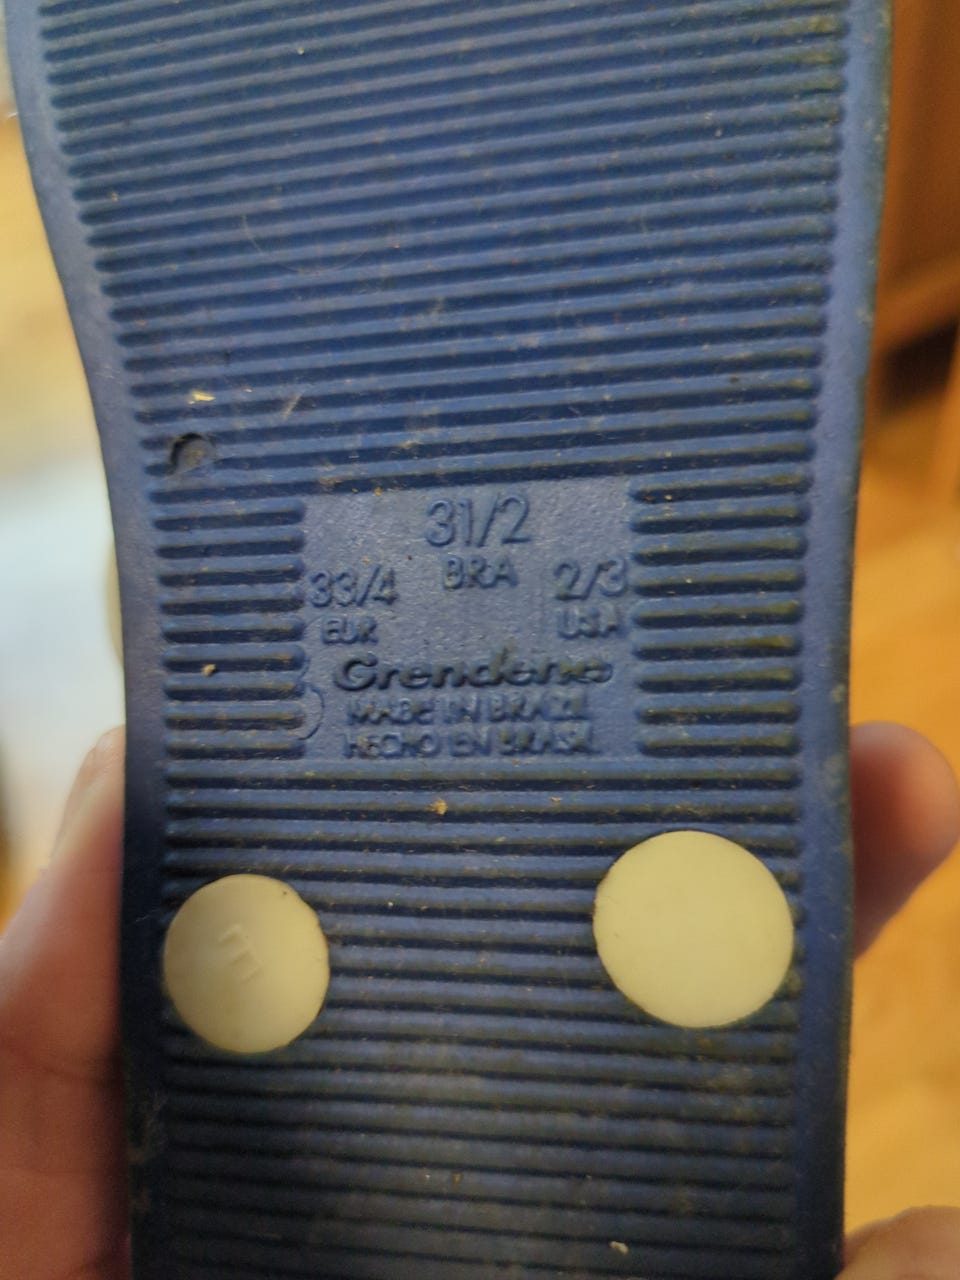 31/2
BRA
33/4
EUR
2/3
USA
Grendene
MADE IN BRAZIL
HECHO EN BRASIL
E